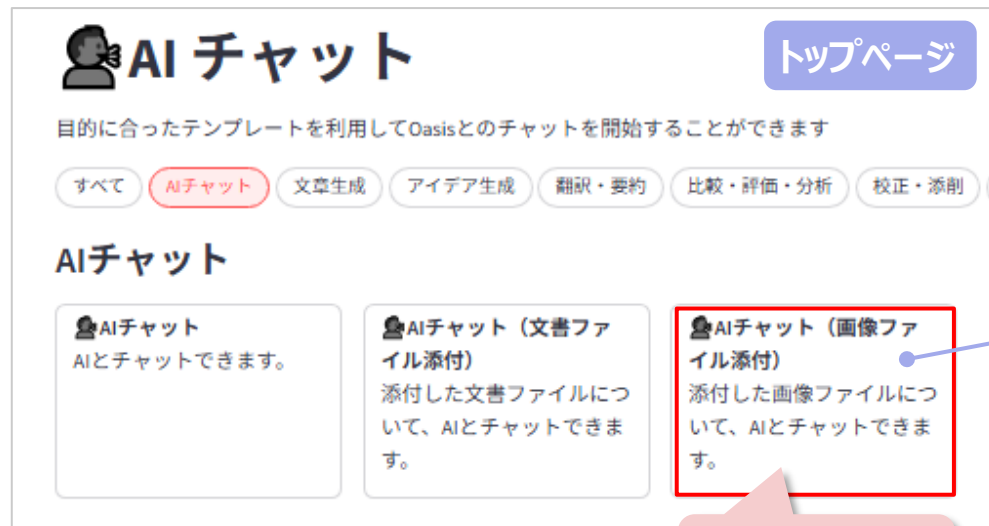 AI チャット
トップページ
目的に合ったテンプレートを利用してOasisとのチャットを開始することができます
すべて
AIチャット
文章生成
アイデア生成
翻訳・要約
比較・評価・分析
校正・添削
AIチャット
AIチャット
AIとチャットできます。
AIチャット（文書ファ
イル添付）
添付した文書ファイルにつ
いて、AIとチャットできま
す。
AIチャット（画像ファ
イル添付）
添付した画像ファイルにつ
いて、AIとチャットできま
す。